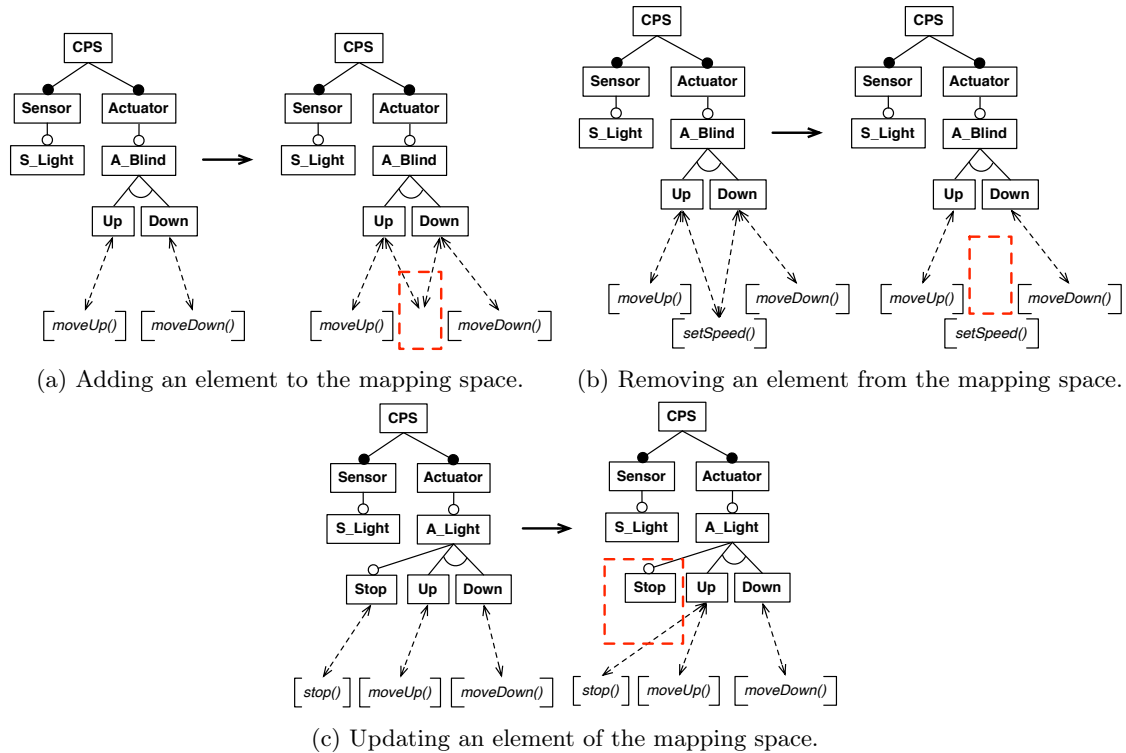 CPS
Sensor Actuator
S_Light A_Blind
Up Down
[moveUp()] [moveDown()]
CPS
Sensor Actuator
S_Light A_Blind
Up Down
[moveUp()] [moveDown()]
(a) Adding an element to the mapping space.
CPS
Sensor Actuator
S_Light A_Blind
Up Down
[moveUp()] [moveDown()]
[setSpeed()]
CPS
Sensor Actuator
S_Light A_Blind
Up Down
[moveUp()] [moveDown()]
[setSpeed()]
(b) Removing an element from the mapping space.
CPS
Sensor Actuator
S_Light A_Light
Stop Up Down
[stop()] [moveUp()] [moveDown()]
CPS
Sensor Actuator
S_Light A_Light
Stop Up Down
[stop()] [moveUp()] [moveDown()]
(c) Updating an element of the mapping space.